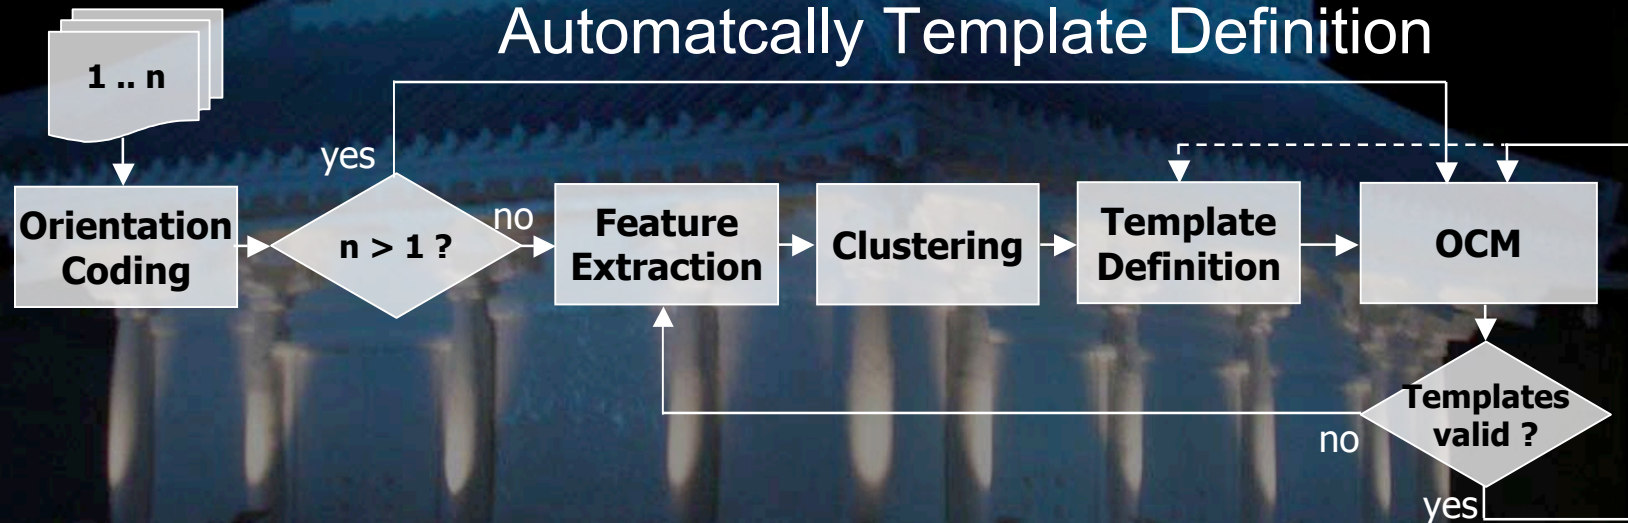 Automatcally Template Definition
1 .. n
yes
Orientation
Coding
n > 1 ?
no
Feature
Extraction
Clustering
Template
Definition
OCM
Templates
valid ?
no
yes